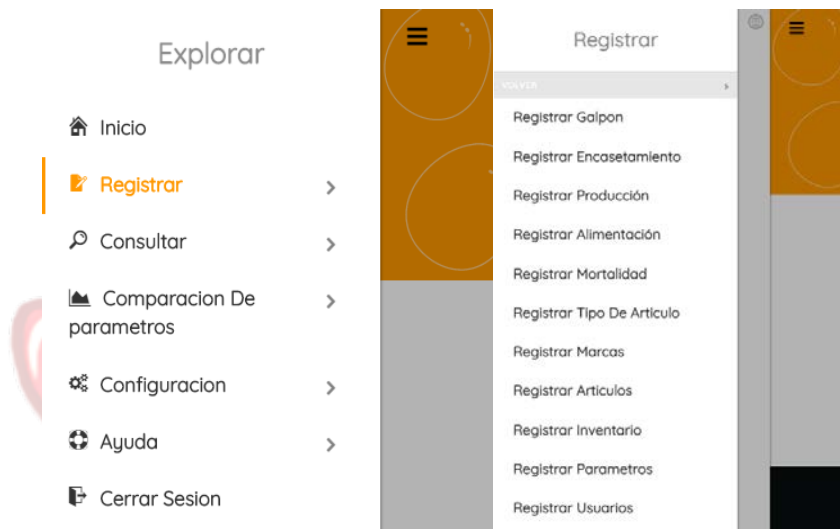 Explorar
Inicio
Registrar
Consultar
Comparacion De
parametros
Configuracion
Ayuda
Cerrar Sesion
Registrar
VOLVER
Registrar Galpon
Registrar Encasetamiento
Registrar Producción
Registrar Alimentación
Registrar Mortalidad
Registrar Tipo De Articulo
Registrar Marcas
Registrar Articulos
Registrar Inventario
Registrar Parametros
Registrar Usuarios